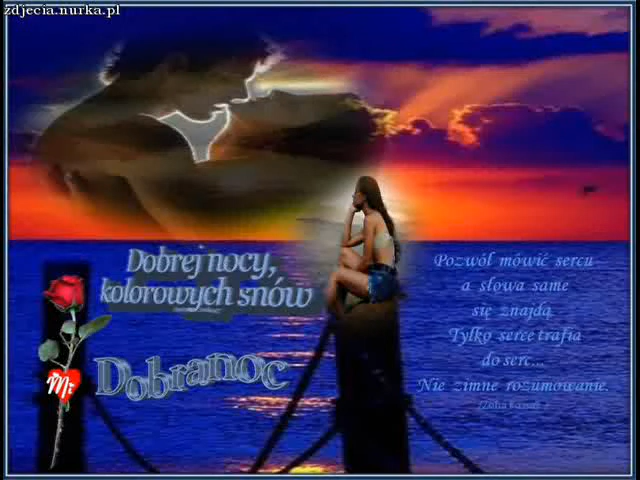 zdjecia.nurka.pl
Dobrej nocy,
kolorowych snów
Dobranoc
Pozwól mówić sercu
a słowa same
się znajdą
Tylko serce trafia
do serc...
Nie zimne rozumowanie.